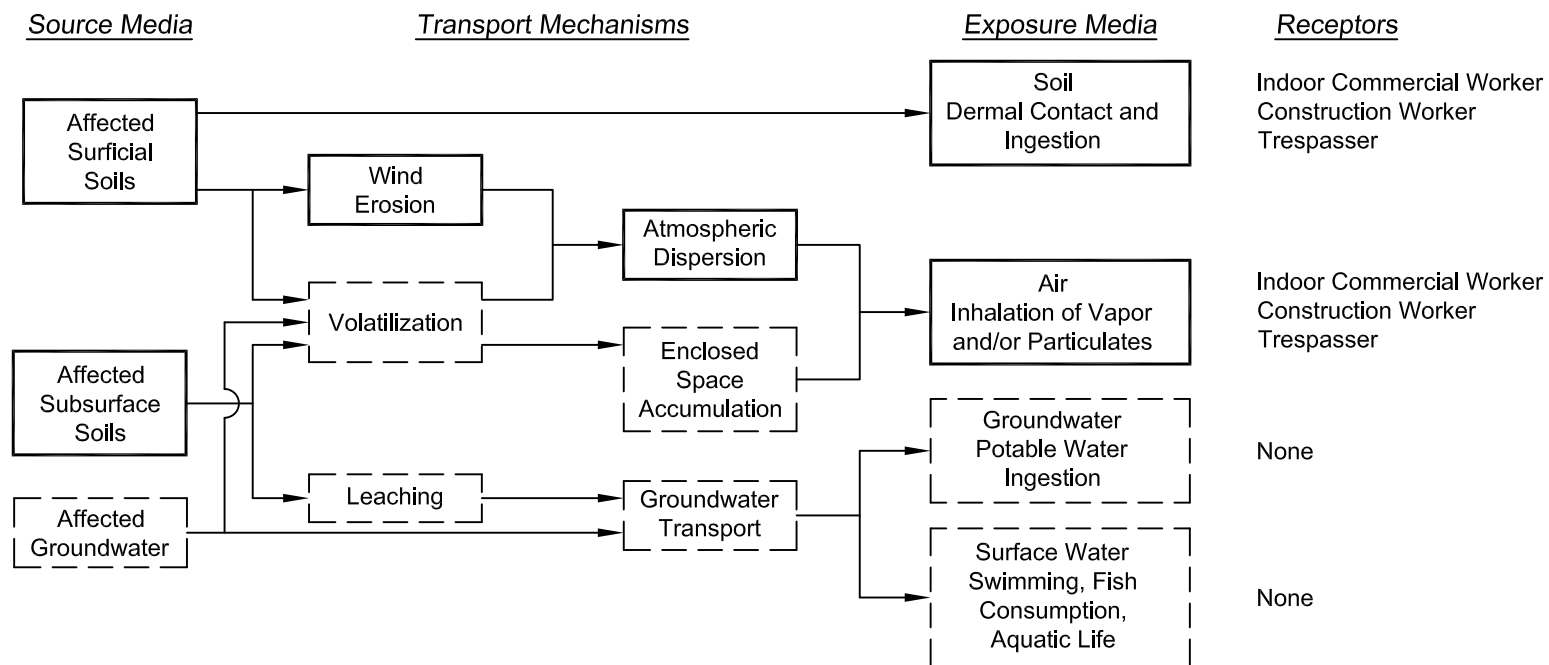 Source Media
Transport Mechanisms
Exposure Media
Receptors
Affected
Surficial
Soils
Soil
Dermal Contact and
Ingestion
Indoor Commercial Worker
Construction Worker
Trespasser
Wind
Erosion
Atmospheric
Dispersion
Volatilization
Air
Inhalation of Vapor
and/or Particulates
Indoor Commercial Worker
Construction Worker
Trespasser
Affected
Subsurface
Soils
Enclosed
Space
Accumulation
Groundwater
Potable Water
Ingestion
None
Affected
Groundwater
Leaching
Groundwater
Transport
Surface Water
Swimming, Fish
Consumption,
Aquatic Life
None